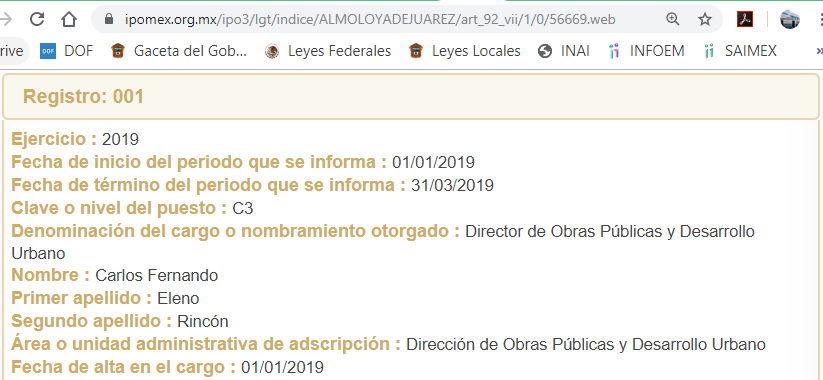 ipomex.org.mx/ipo3/lgt/indice/ALMOLOYADEJUAREZ/art_92_vii/1/0/56669.web
rive DOF Gaceta del Gob... Leyes Federales Leyes Locales INAI INFOEM SAIMEX »
Registro: 001
Ejercicio : 2019
Fecha de inicio del periodo que se informa : 01/01/2019
Fecha de término del periodo que se informa : 31/03/2019
Clave o nivel del puesto : C3
Denominación del cargo o nombramiento otorgado : Director de Obras Públicas y Desarrollo
Urbano
Nombre : Carlos Fernando
Primer apellido : Eleno
Segundo apellido : Rincón
Área o unidad administrativa de adscripción : Dirección de Obras Públicas y Desarrollo Urbano
Fecha de alta en el cargo : 01/01/2019